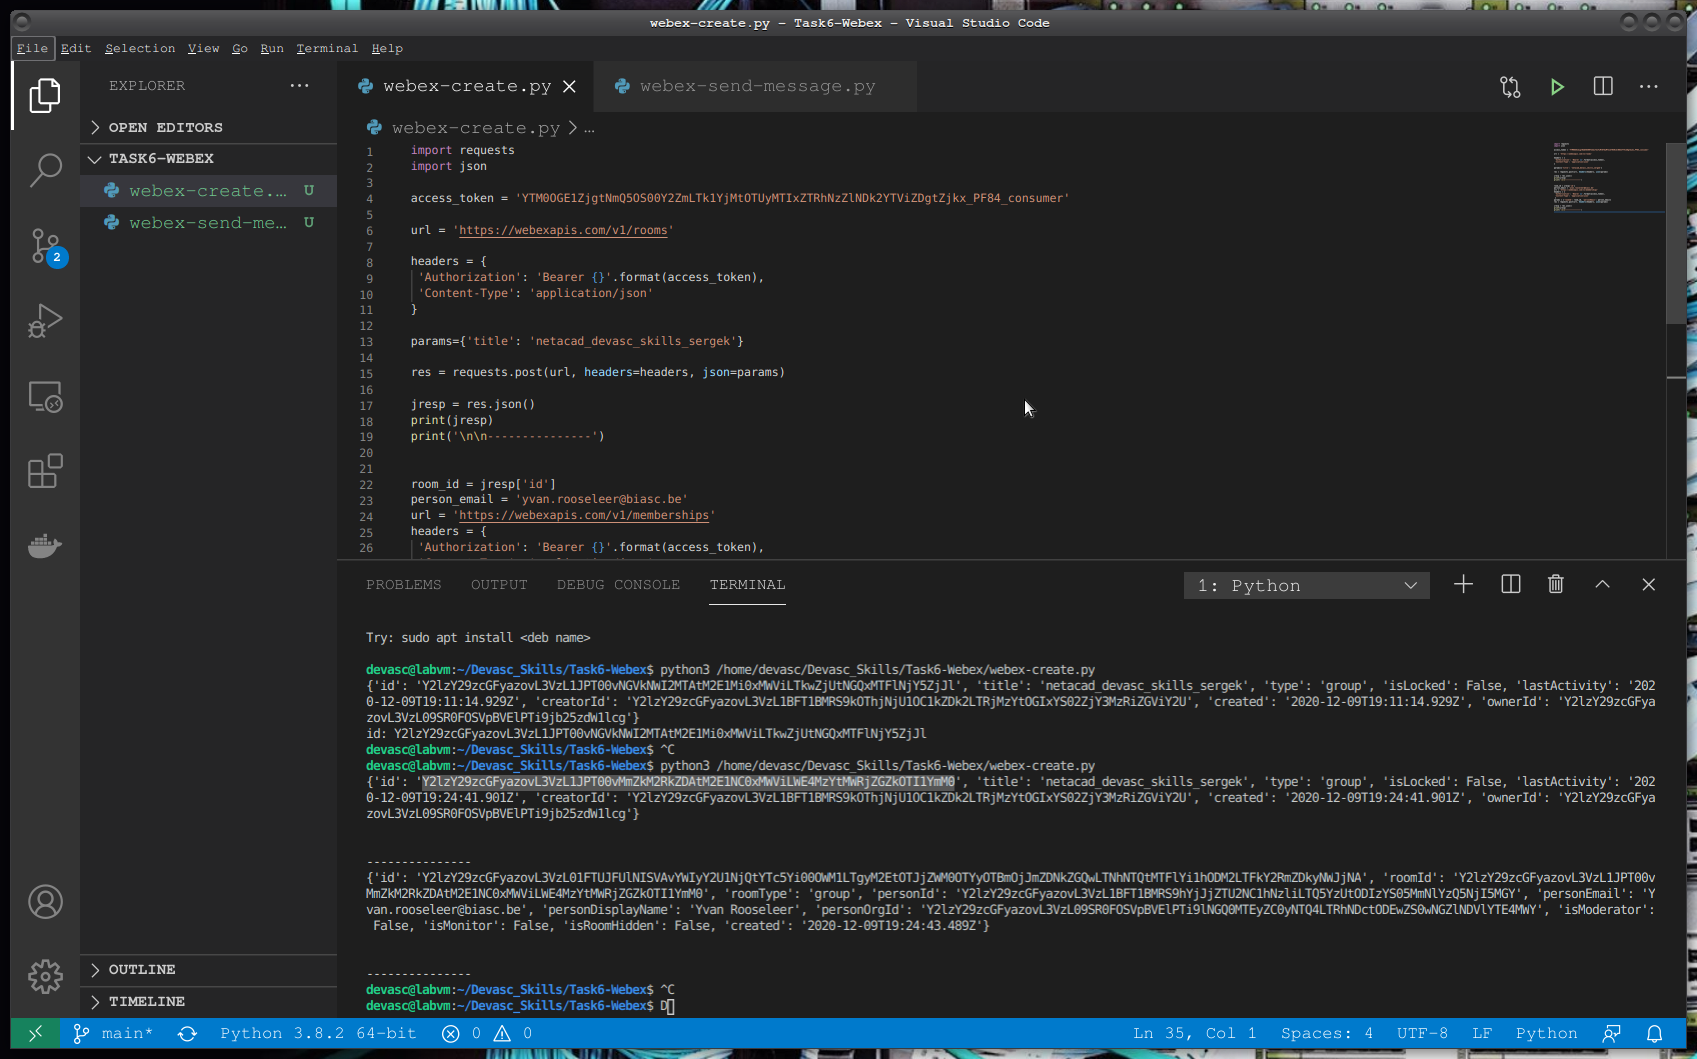 webex-create.py - Task6-Webex - Visual Studio Code
File Edit Selection View Go Run Terminal Help
EXPLORER ...
OPEN EDITORS
TASK6-WEBEX
webex-create.... U
webex-send-me... U
2
OUTLINE
TIMELINE
webex-create.py webex-send-message.py
webex-create.py > ...
1 import requests
2 import json
3
4 access_token = 'YTM0OGE1ZjgtNmQ5OS00Y2ZmLTk1YjMtOTUyMTIxZTRhNzZlNDk2YTViZDgtZjkx_PF84_consumer'
5
6 url = 'https://webexapis.com/v1/rooms'
7
8 headers = {
9 'Authorization': 'Bearer {}'.format(access_token),
10 'Content-Type': 'application/json'
11 }
12
13 params={'title': 'netacad_devasc_skills_sergek'}
14
15 res = requests.post(url, headers=headers, json=params)
16
17 jresp = res.json()
18 print(jresp)
19 print('\n\n---------------')
20
21
22 room_id = jresp['id']
23 person_email = 'yvan.rooseleer@biasc.be'
24 url = 'https://webexapis.com/v1/memberships'
25 headers = {
26 'Authorization': 'Bearer {}'.format(access_token),
PROBLEMS OUTPUT DEBUG CONSOLE TERMINAL 1: Python
Try: sudo apt install <deb name>
devasc@labvm:~/Devasc_Skills/Task6-Webex$ python3 /home/devasc/Devasc_Skills/Task6-Webex/webex-create.py
{'id': 'Y2lzY29zcGFyazovL3VzL1JPT00vNGVkNWI2MTAtM2E1Mi0xMWViLTkwZjUtNGQxMTFlNjY5ZjJl', 'title': 'netacad_devasc_skills_sergek', 'type': 'group', 'isLocked': False, 'lastActivity': '202
0-12-09T19:11:14.929Z', 'creatorId': 'Y2lzY29zcGFyazovL3VzL1BFT1BMRS9kOThjNjU1OC1kZDk2LTRjMzYtOGIxYS02ZjY3MzRiZGViY2U', 'created': '2020-12-09T19:11:14.929Z', 'ownerId': 'Y2lzY29zcGFya
zovL3VzL09SR0FOSVpBVElPTi9jb25zdW1lcg'}
id: Y2lzY29zcGFyazovL3VzL1JPT00vNGVkNWI2MTAtM2E1Mi0xMWViLTkwZjUtNGQxMTFlNjY5ZjJl
devasc@labvm:~/Devasc_Skills/Task6-Webex$ ^C
devasc@labvm:~/Devasc_Skills/Task6-Webex$ python3 /home/devasc/Devasc_Skills/Task6-Webex/webex-create.py
{'id': 'Y2lzY29zcGFyazovL3VzL1JPT00vMmZkM2RkZDAtM2E1NC0xMWViLWE4MzYtMWRjZGZkOTI1YmM0', 'title': 'netacad_devasc_skills_sergek', 'type': 'group', 'isLocked': False, 'lastActivity': '202
0-12-09T19:24:41.901Z', 'creatorId': 'Y2lzY29zcGFyazovL3VzL1BFT1BMRS9kOThjNjU1OC1kZDk2LTRjMzYtOGIxYS02ZjY3MzRiZGViY2U', 'created': '2020-12-09T19:24:41.901Z', 'ownerId': 'Y2lzY29zcGFya
zovL3VzL09SR0FOSVpBVElPTi9jb25zdW1lcg'}
---------------
{'id': 'Y2lzY29zcGFyazovL3VzL01FTUJFUlNISVAvYWIyY2U1NjQtYTc5Yi00OWM1LTgyM2EtOTJjZWM0OTYyOTBmOjJmZDNkZGQwLTNhNTQtMTFlYi1hODM2LTFkY2RmZDkyNWJjNA', 'roomId': 'Y2lzY29zcGFyazovL3VzL1JPT00v
MmZkM2RkZDAtM2E1NC0xMWViLWE4MzYtMWRjZGZkOTI1YmM0', 'roomType': 'group', 'personId': 'Y2lzY29zcGFyazovL3VzL1BFT1BMRS9hYjJjZTU2NC1hNzliLTQ5YzUtODIzYS05MmNlYzQ5NjI5MGY', 'personEmail': 'Y
van.rooseleer@biasc.be', 'personDisplayName': 'Yvan Rooseleer', 'personOrgId': 'Y2lzY29zcGFyazovL3VzL09SR0FOSVpBVElPTi9lNGQ0MTEyZC0yNTQ4LTRhNDctODEwZS0wNGZlNDVlYTE4MWY', 'isModerator':
False, 'isMonitor': False, 'isRoomHidden': False, 'created': '2020-12-09T19:24:43.489Z'}
---------------
devasc@labvm:~/Devasc_Skills/Task6-Webex$ ^C
devasc@labvm:~/Devasc_Skills/Task6-Webex$ D
main* Python 3.8.2 64-bit 0 0 Ln 35, Col 1 Spaces: 4 UTF-8 LF Python